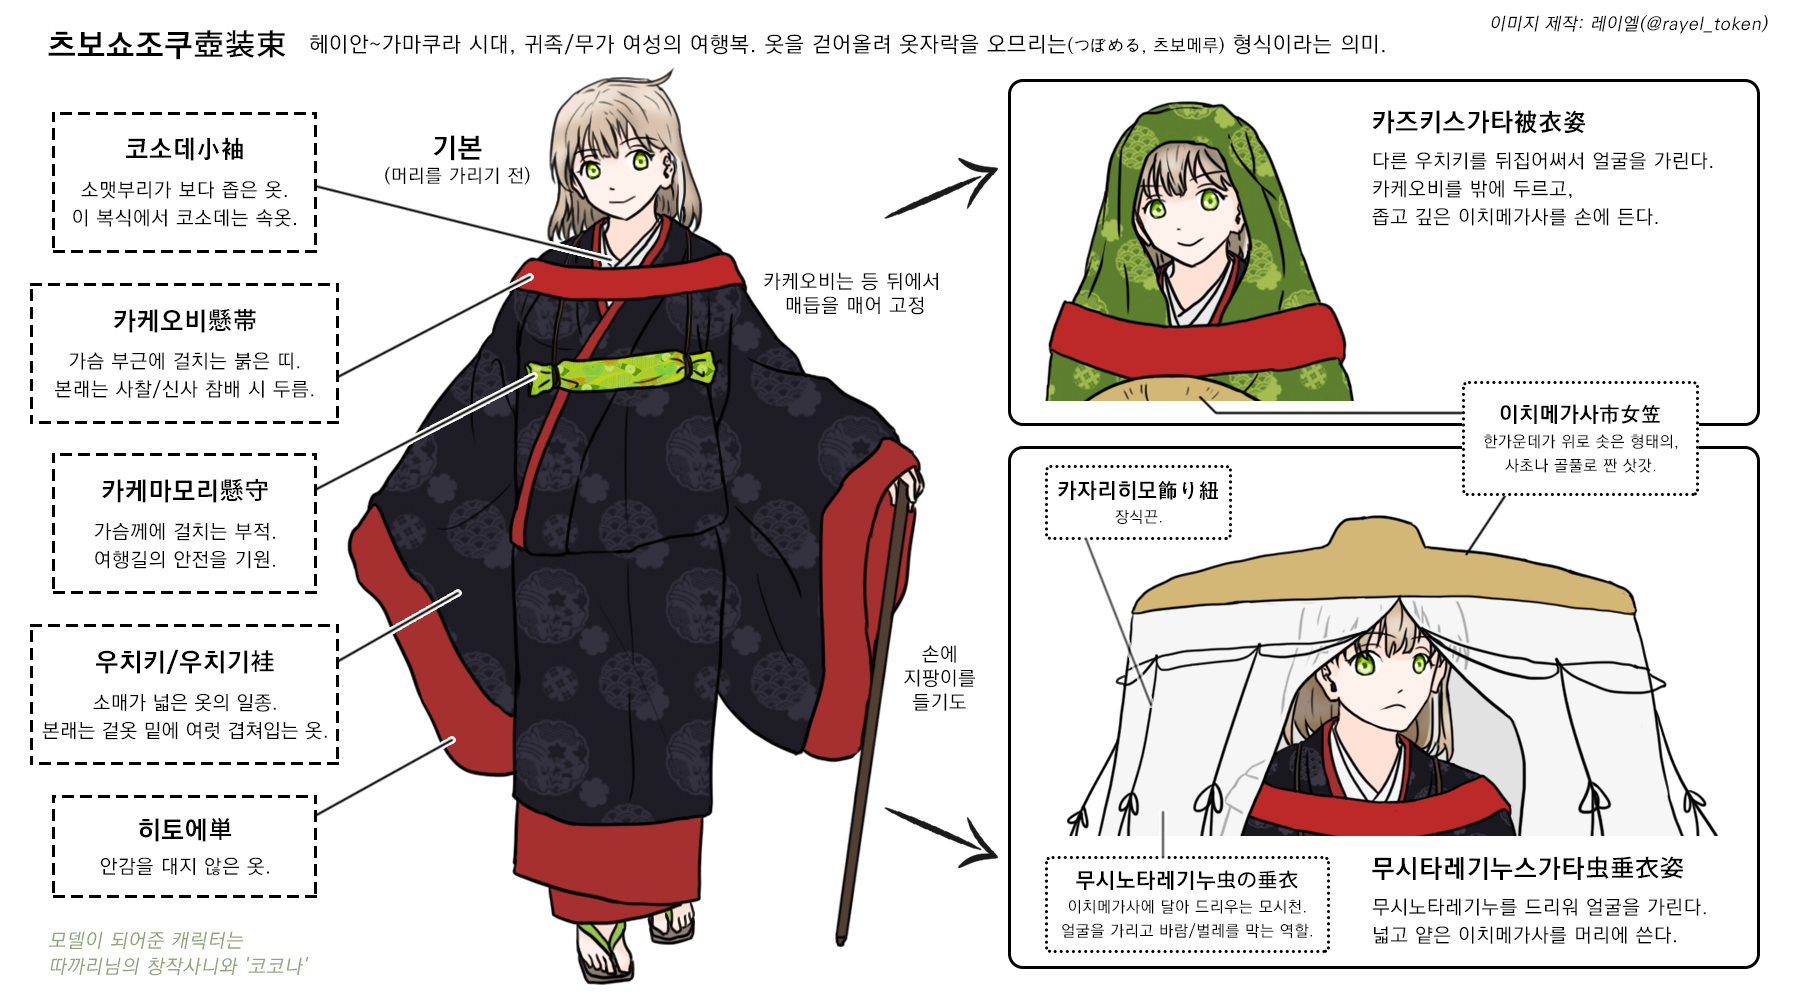 이미지 제작: 레이엘(@rayel_token)
츠보쇼조쿠壺装束 헤이안~가마쿠라 시대, 귀족/무가 여성의 여행복. 옷을 걷어올려 옷자락을 오므리는(つぼめる, 츠보메루) 형식이라는 의미.
코소데小袖
소맷부리가 보다 좁은 옷.
이 복식에서 코소데는 속옷.
카케오비懸帯
가슴 부근에 걸치는 붉은 띠.
본래는 사찰/신사 참배 시 두름.
카케마모리懸守
가슴께에 걸치는 부적.
여행길의 안전을 기원.
우치키/우치기袿
소매가 넓은 옷의 일종.
본래는 겉옷 밑에 여럿 겹쳐입는 옷.
히토에単
안감을 대지 않은 옷.
모델이 되어준 캐릭터는
따까리님의 창작사니와 '코코나'
기본
(머리를 가리기 전)
카케오비는 등 뒤에서
매듭을 매어 고정
손에
지팡이를
들기도
카즈키스가타被衣姿
다른 우치키를 뒤집어써서 얼굴을 가린다.
카케오비를 밖에 두르고,
좁고 깊은 이치메가사를 손에 든다.
이치메가사市女笠
한가운데가 위로 솟은 형태의,
사초나 골풀로 짠 삿갓.
카자리히모飾り紐
장식끈.
무시노타레기누虫の垂衣
이치메가사에 달아 드리우는 모시천.
얼굴을 가리고 바람/벌레를 막는 역할.
무시타레기누스가타虫垂衣姿
무시노타레기누를 드리워 얼굴을 가린다.
넓고 얕은 이치메가사를 머리에 쓴다.